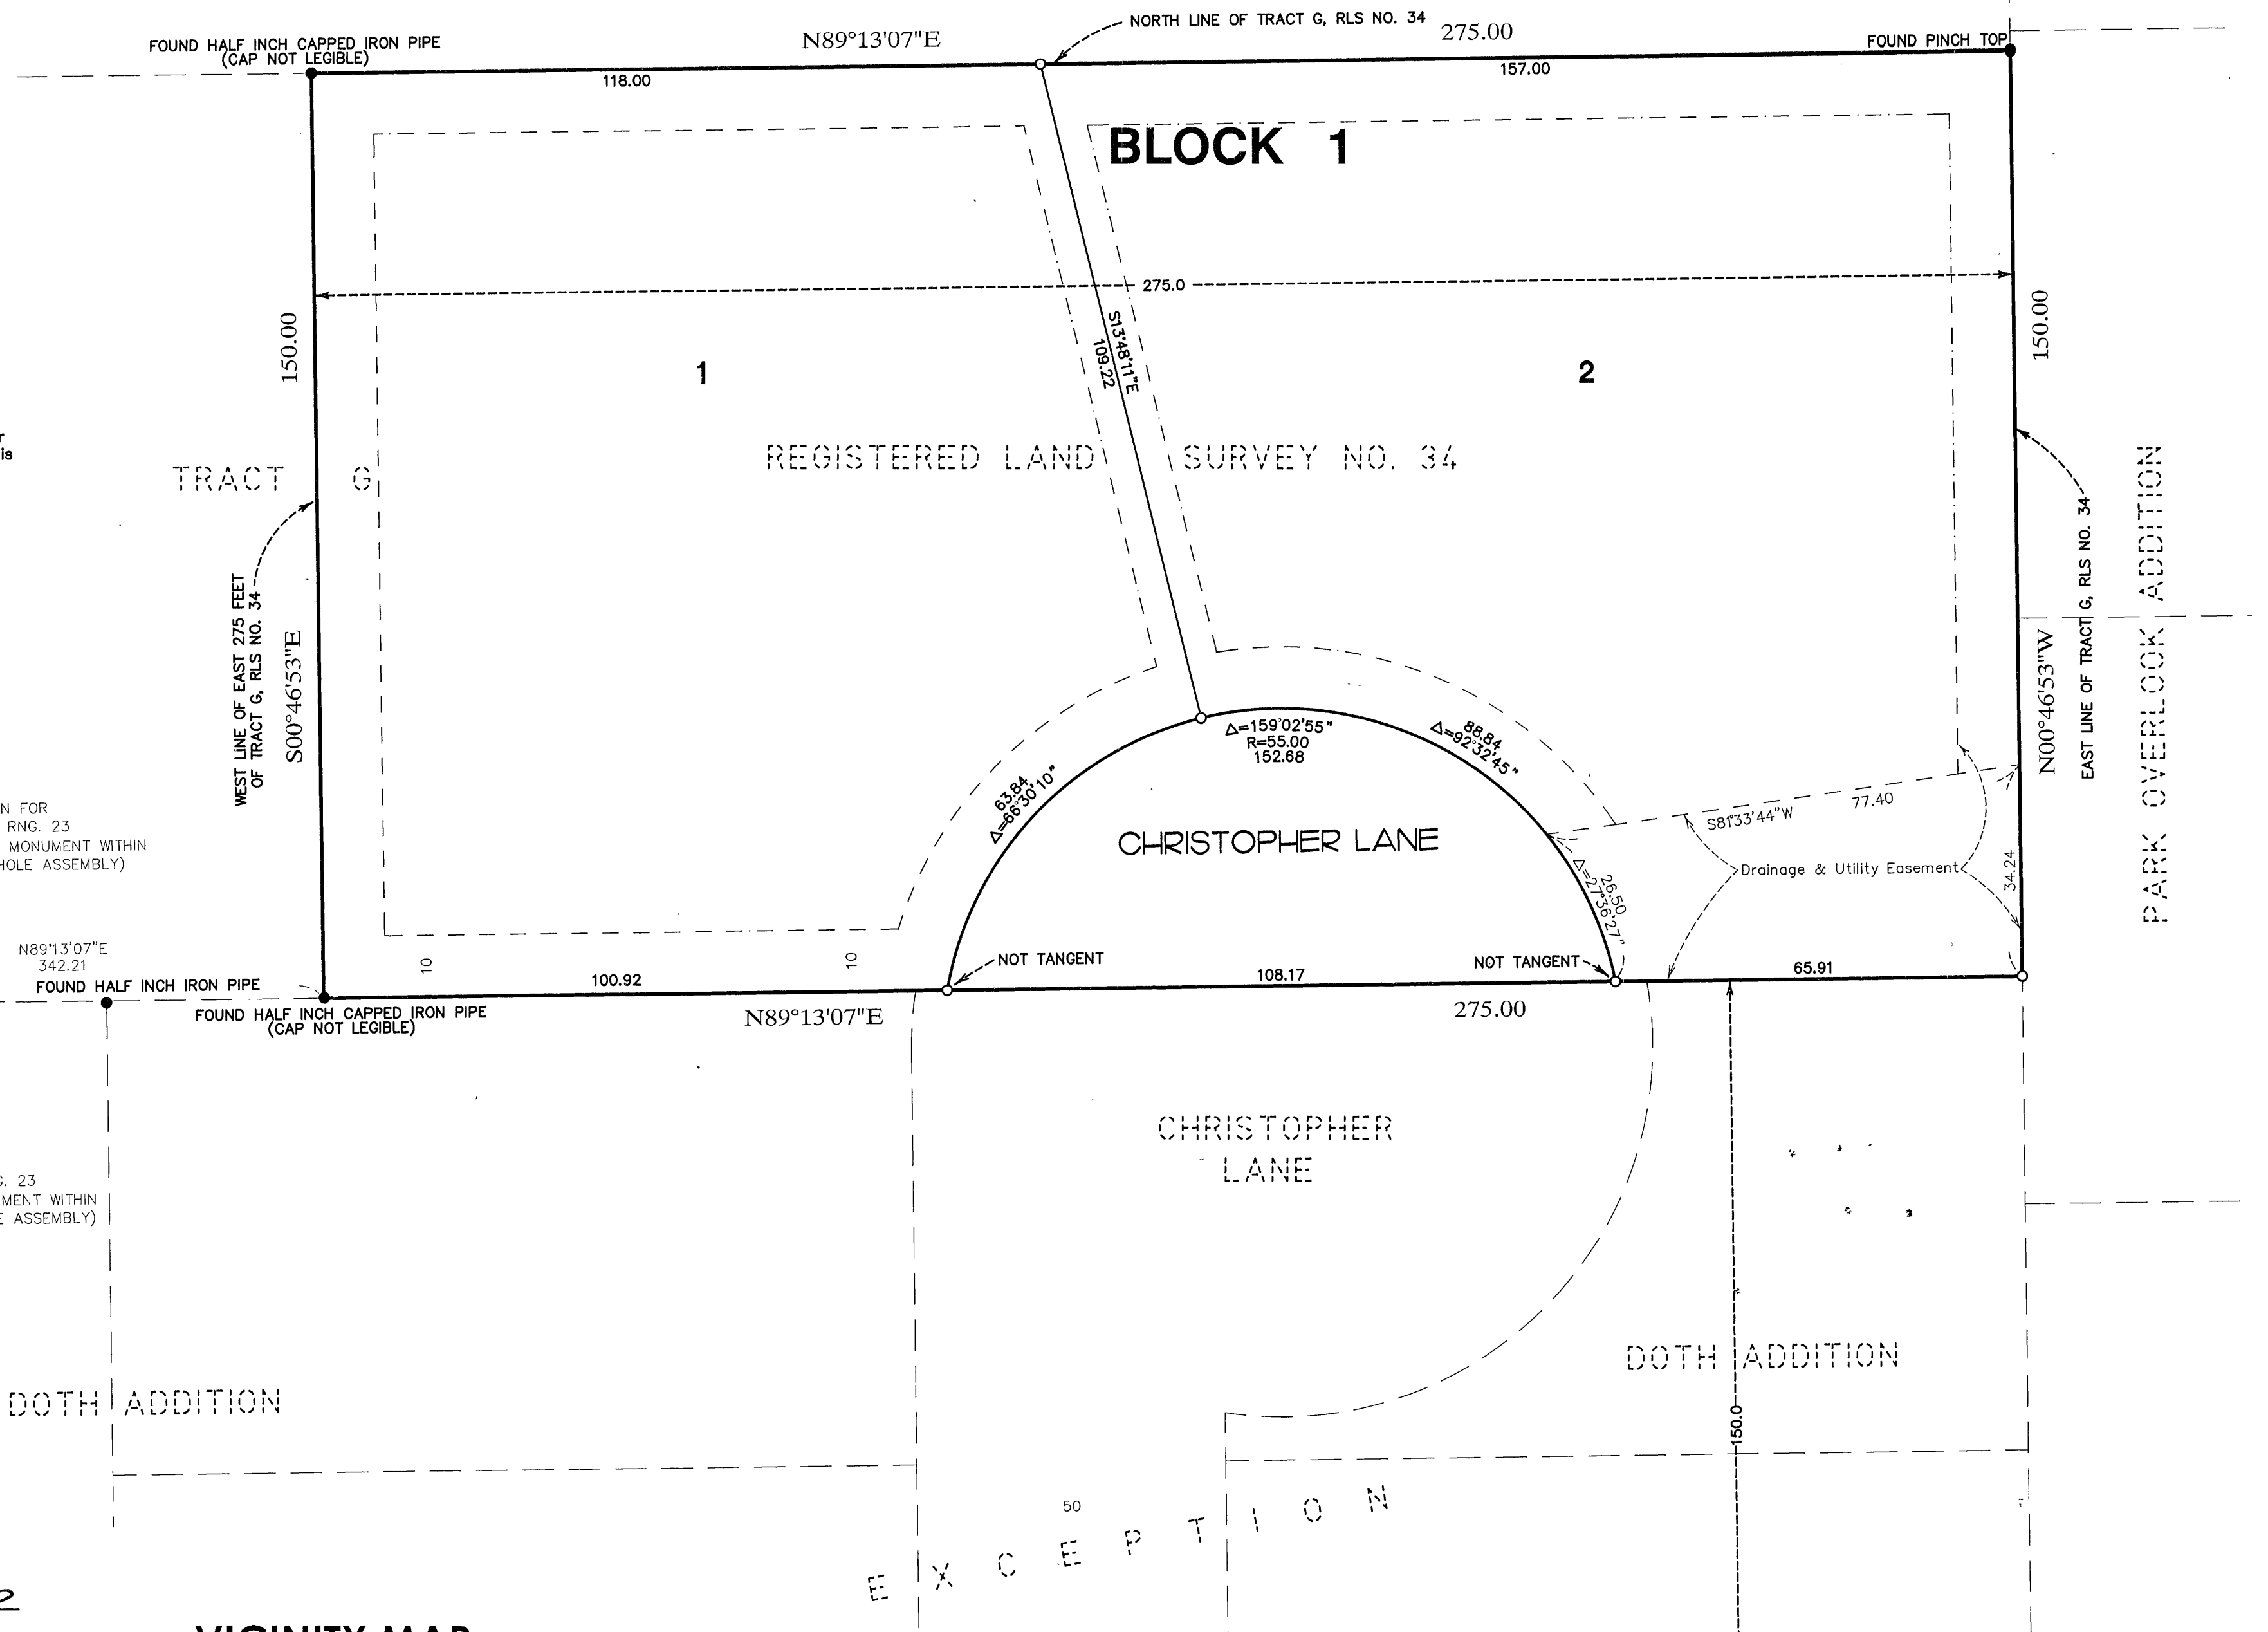 NORTH LINE OF TRACT G, RLS NO. 34
FOUND HALF INCH CAPPED IRON PIPE
(CAP NOT LEGIBLE)
N89°13'07"E
275.00
FOUND PINCH TOP
118.00
157.00
BLOCK 1
275.0
150.00
150.00
S13°48'11"E
109.22
1
2
is
TRACT G
REGISTERED LAND SURVEY NO. 34
WEST LINE OF EAST 275 FEET
OF TRACT G, RLS NO. 34
S00°46'53"E
N00°46'53"W
EAST LINE OF TRACT G, RLS NO. 34
PARK OVERLOOK ADDITION
Δ=159°02'55"
R=55.00
152.68
63.84
Δ=66°30'10"
88.84
Δ=92°32'45"
CHRISTOPHER LANE
S81°33'44"W
77.40
Drainage & Utility Easement
34.24
26.50
Δ=27°36'27"
N FOR
RNG. 23
MONUMENT WITHIN
HOLE ASSEMBLY)
N89°13'07"E
342.21
FOUND HALF INCH IRON PIPE
10
10
NOT TANGENT
NOT TANGENT
100.92
108.17
65.91
FOUND HALF INCH CAPPED IRON PIPE
(CAP NOT LEGIBLE)
N89°13'07"E
275.00
CHRISTOPHER
LANE
G. 23
MENT WITHIN
E ASSEMBLY)
DOTH ADDITION
DOTH ADDITION
150.0
50
EXCEPTION
VICINITY MAP